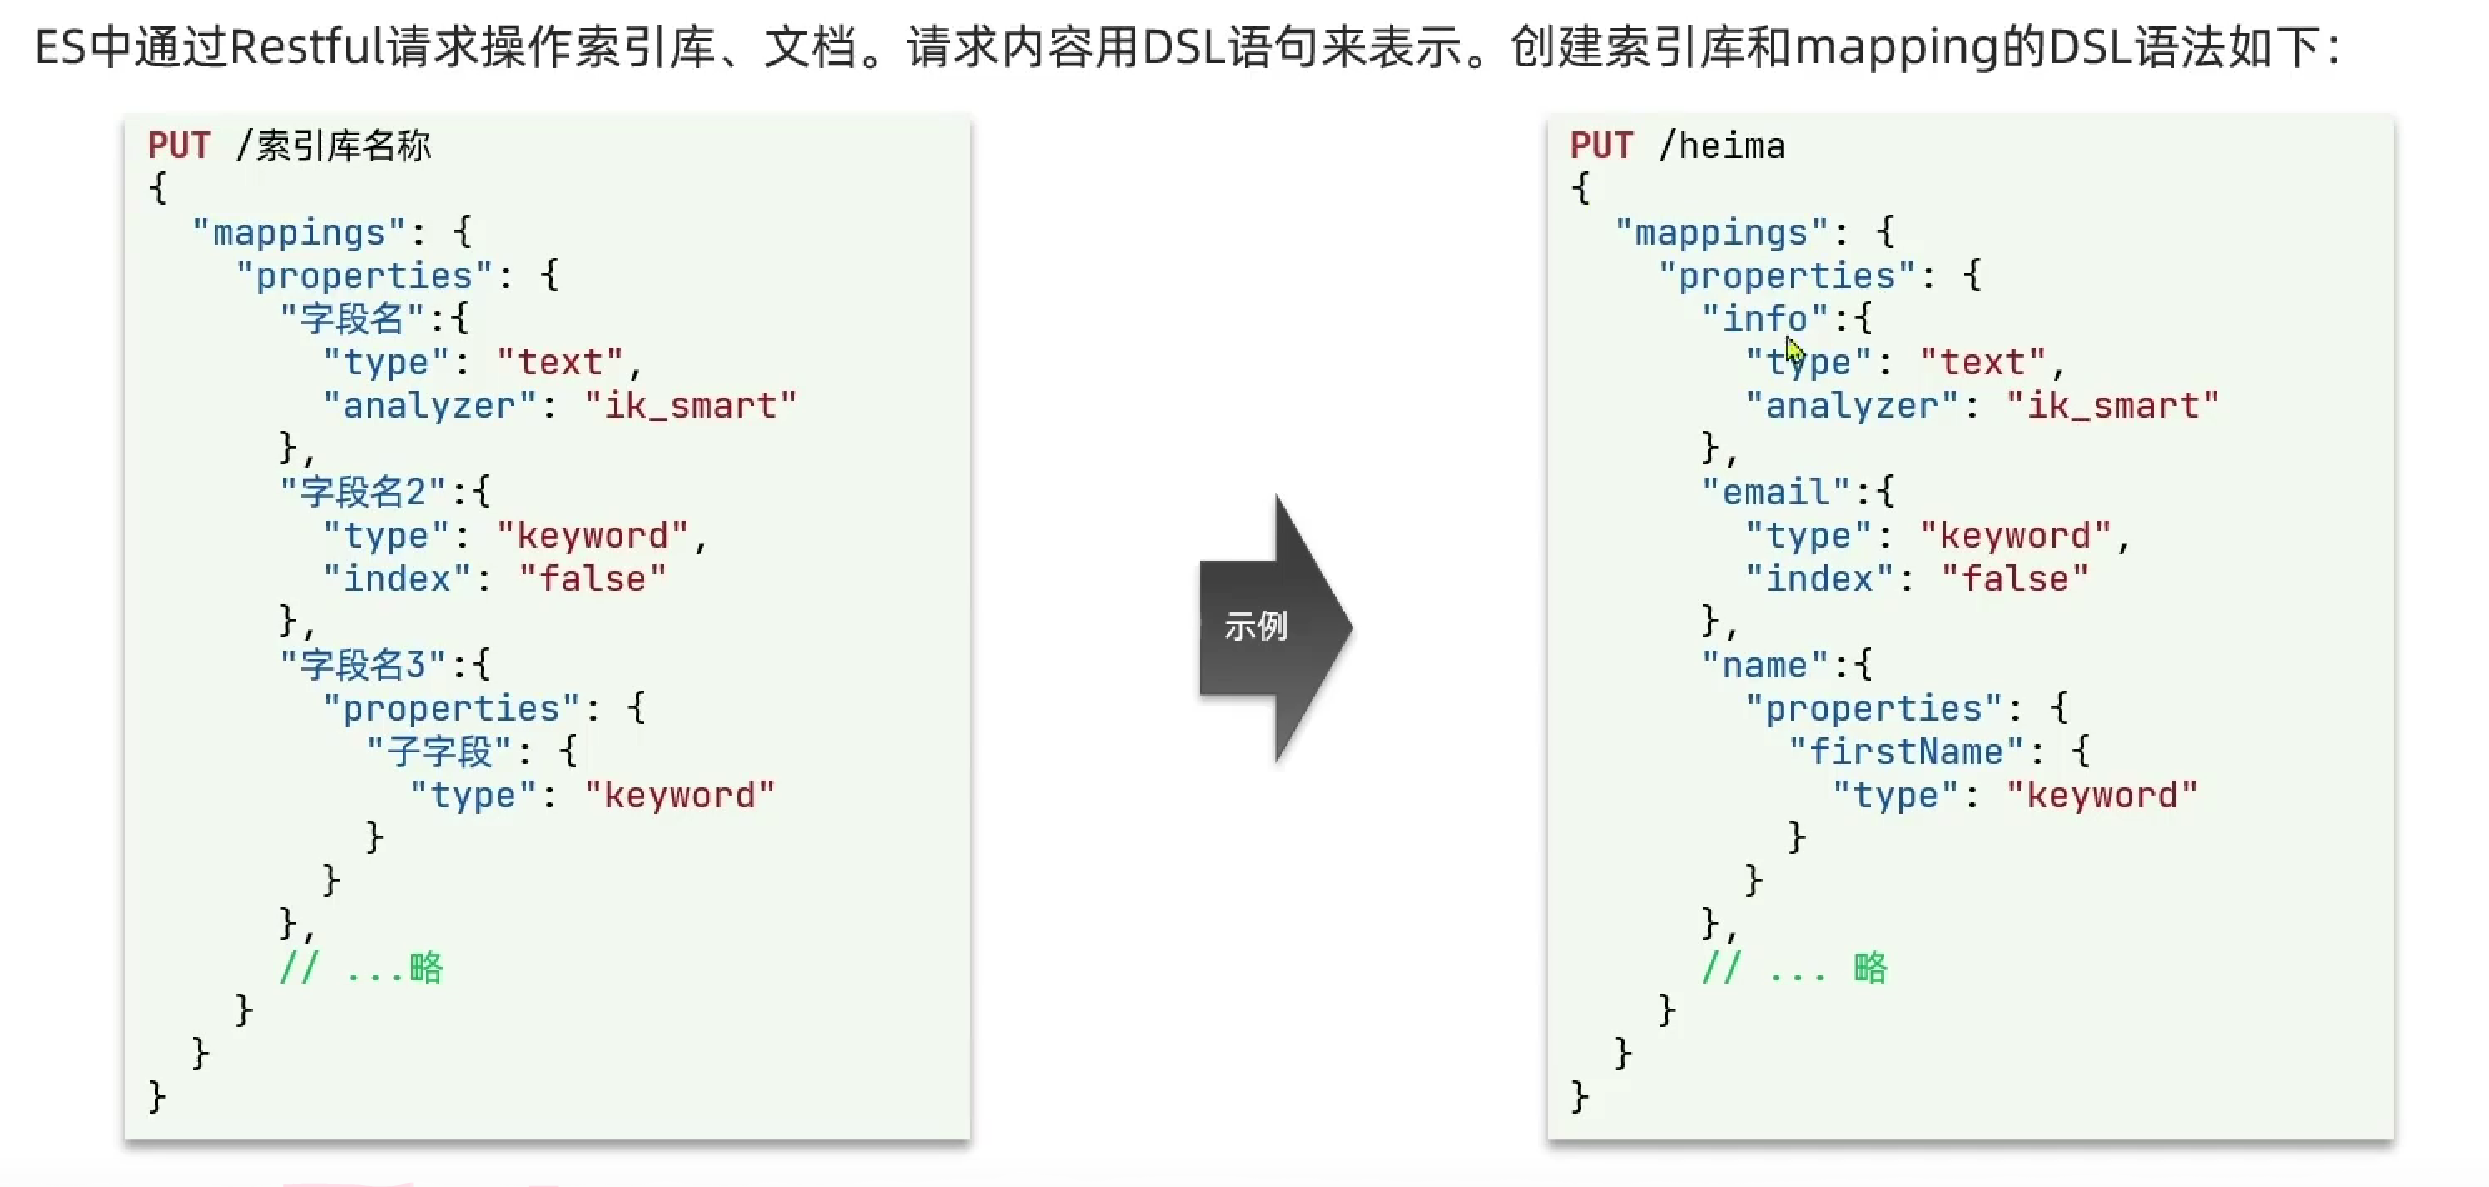 ES中通过Restful请求操作索引库、文档。请求内容用DSL语句来表示。创建索引库和mapping的DSL语法如下：
PUT /索引库名称
{
  "mappings": {
    "properties": {
      "字段名":{
        "type": "text",
        "analyzer": "ik_smart"
      },
      "字段名2":{
        "type": "keyword",
        "index": "false"
      },
      "字段名3":{
        "properties": {
          "子字段": {
            "type": "keyword"
          }
        }
      },
      // ...略
    }
  }
}
示例
PUT /heima
{
  "mappings": {
    "properties": {
      "info":{
        "type": "text",
        "analyzer": "ik_smart"
      },
      "email":{
        "type": "keyword",
        "index": "false"
      },
      "name":{
        "properties": {
          "firstName": {
            "type": "keyword"
          }
        }
      },
      // ... 略
    }
  }
}